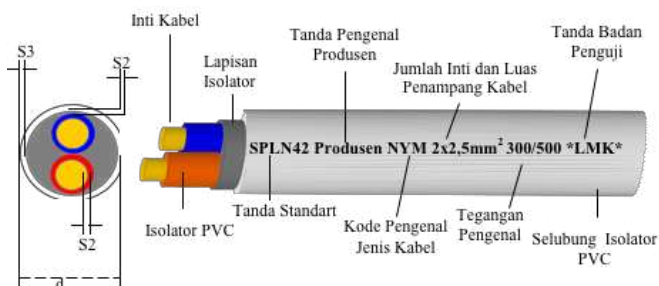 Inti Kabel
Tanda Pengenal
Produsen
Tanda Badan
Penguji
S3
S2
Lapisan
Isolator
Jumlah Inti dan Luas
Penampang Kabel
SPLN42 Produsen NYM 2x2,5mm² 300/500 *LMK*
S2
Isolator PVC
Tanda Standart
Kode Pengenal
Jenis Kabel
Tegangan
Pengenal
Selubung Isolator
PVC